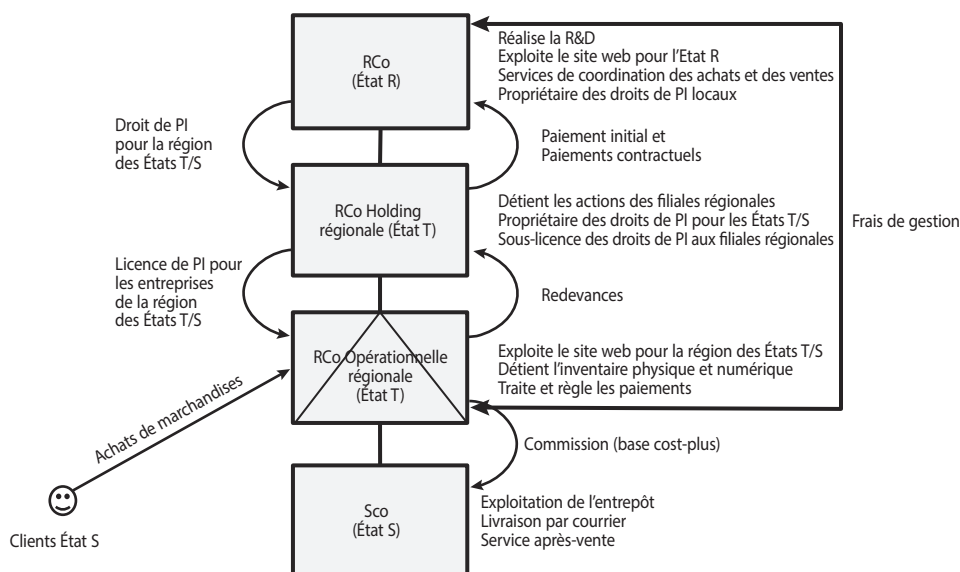 RCo
(État R)
Réalise la R&D
Exploite le site web pour l'Etat R
Services de coordination des achats et des ventes
Propriétaire des droits de PI locaux
Droit de PI
pour la région
des États T/S
Paiement initial et
Paiements contractuels
RCo Holding
régionale (État T)
Détient les actions des filiales régionales
Propriétaire des droits de PI pour les États T/S
Sous-licence des droits de PI aux filiales régionales
Frais de gestion
Licence de PI pour
les entreprises
de la région
des États T/S
Redevances
RCo Opérationnelle
régionale
(État T)
Exploite le site web pour la région des États T/S
Détient l'inventaire physique et numérique
Traite et règle les paiements
Achats de marchandises
Commission (base cost-plus)
Clients État S
Sco
(État S)
Exploitation de l'entrepôt
Livraison par courrier
Service après-vente